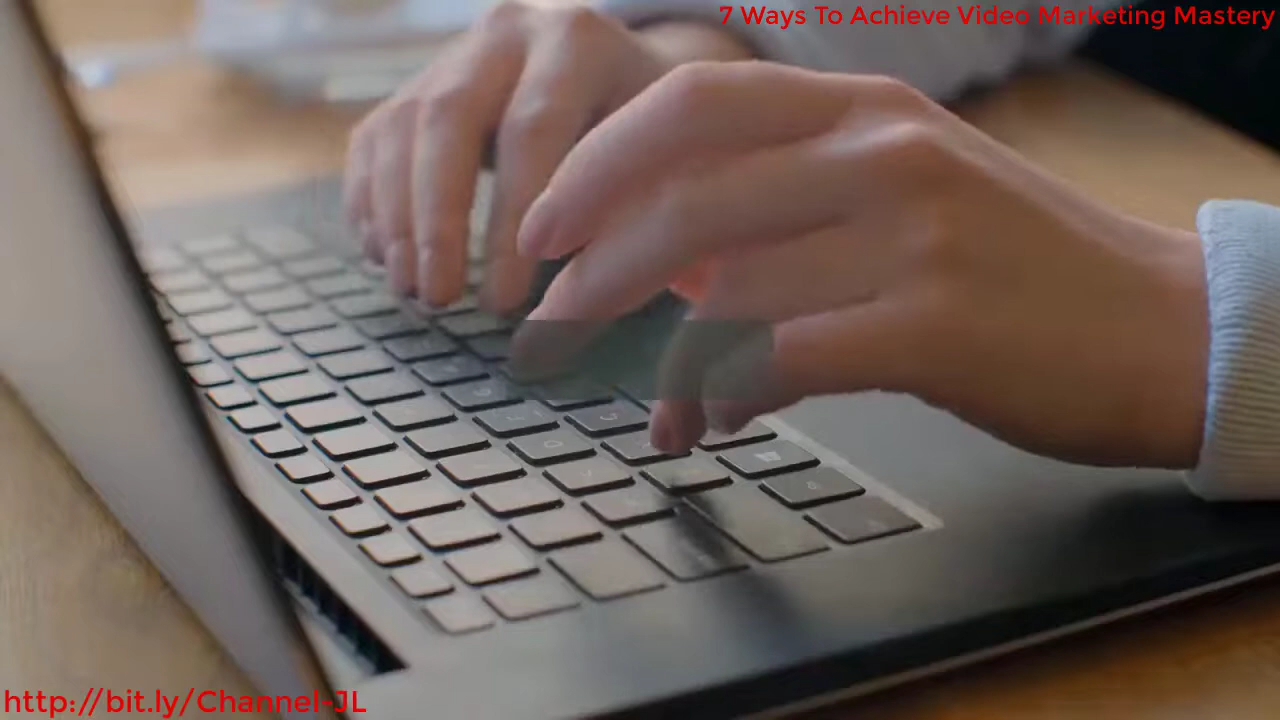 7 Ways To Achieve Video Marketing Mastery
http://bit.ly/Channel-JL